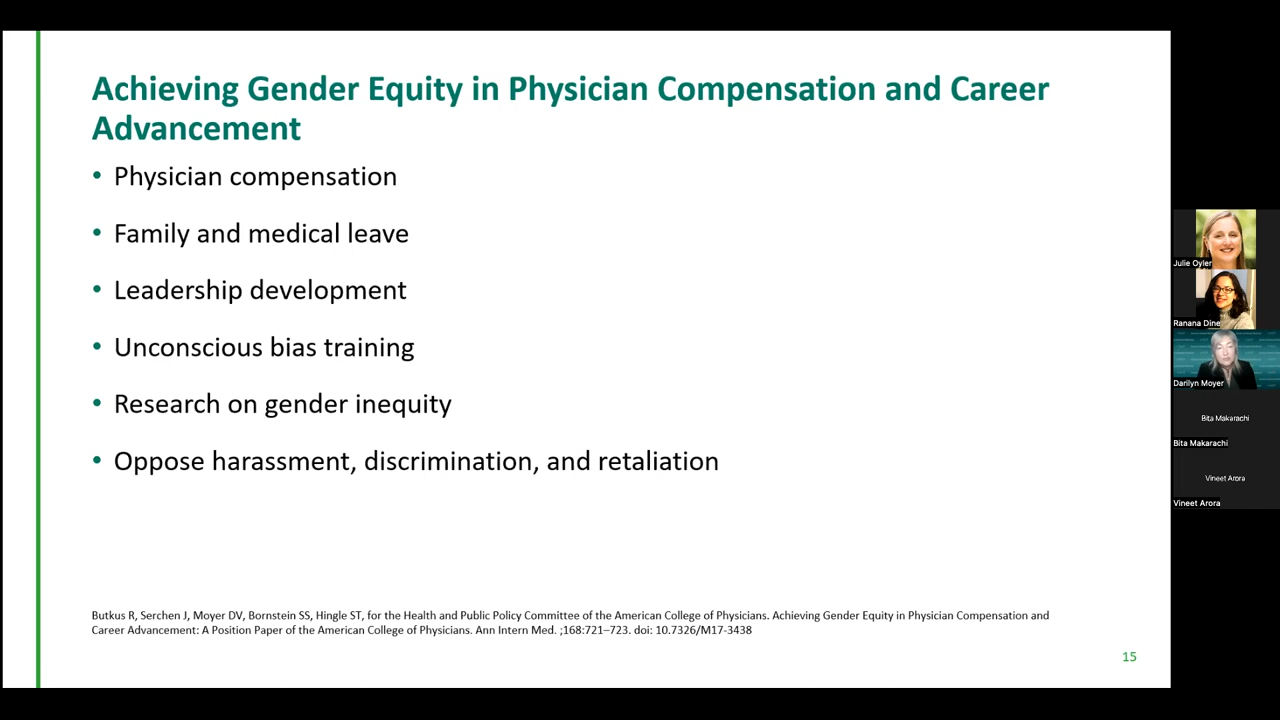 Achieving Gender Equity in Physician Compensation and Career
Advancement
• Physician compensation
• Family and medical leave
• Leadership development
• Unconscious bias training
• Research on gender inequity
• Oppose harassment, discrimination, and retaliation
Butkus R, Serchen J, Moyer DV, Bornstein SS, Hingle ST, for the Health and Public Policy Committee of the American College of Physicians. Achieving Gender Equity in Physician Compensation and
Career Advancement: A Position Paper of the American College of Physicians. Ann Intern Med. ;168:721–723. doi: 10.7326/M17-3438
15
Julie Oyler
Ranana Dine
Darilyn Moyer
Bita Makarachi
Bita Makarachi
Vineet Arora
Vineet Arora